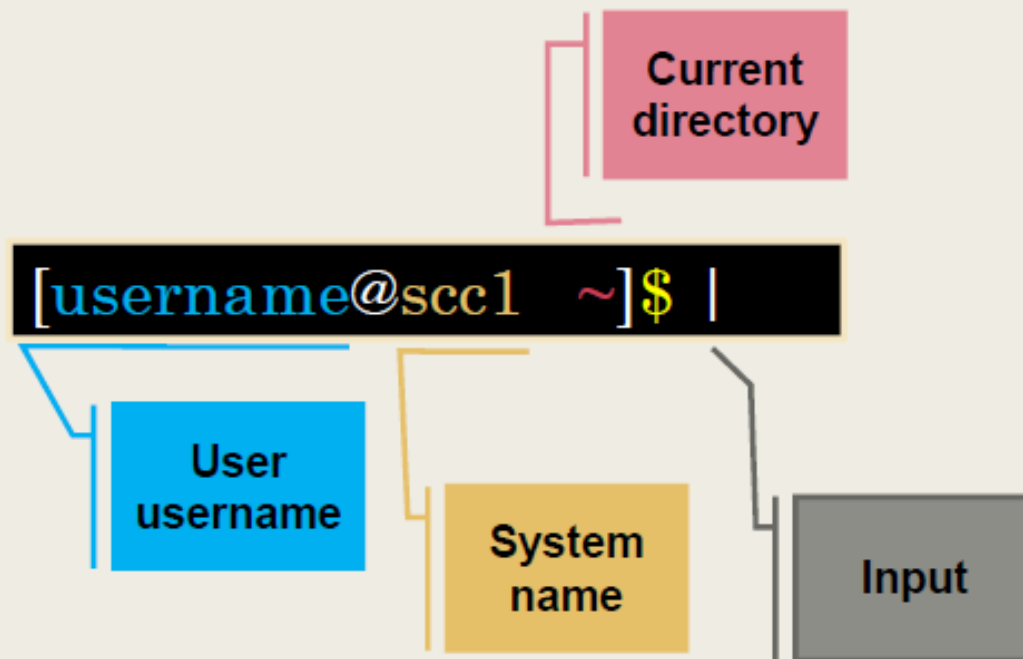 Current
directory
[username@scc1 ~]$ |
User
username
System
name
Input